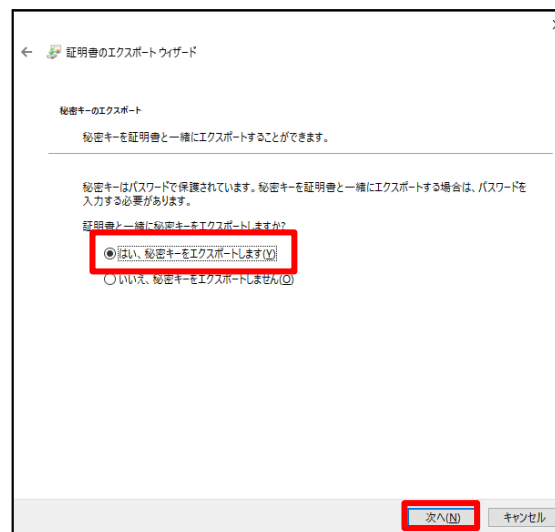 証明書のエクスポート ウィザード
秘密キーのエクスポート
秘密キーを証明書と一緒にエクスポートすることができます。
秘密キーはパスワードで保護されています。秘密キーを証明書と一緒にエクスポートする場合は、パスワードを
入力する必要があります。
証明書と一緒に秘密キーをエクスポートしますか?
はい、秘密キーをエクスポートします(Y)
いいえ、秘密キーをエクスポートしません(O)
次へ(N) キャンセル